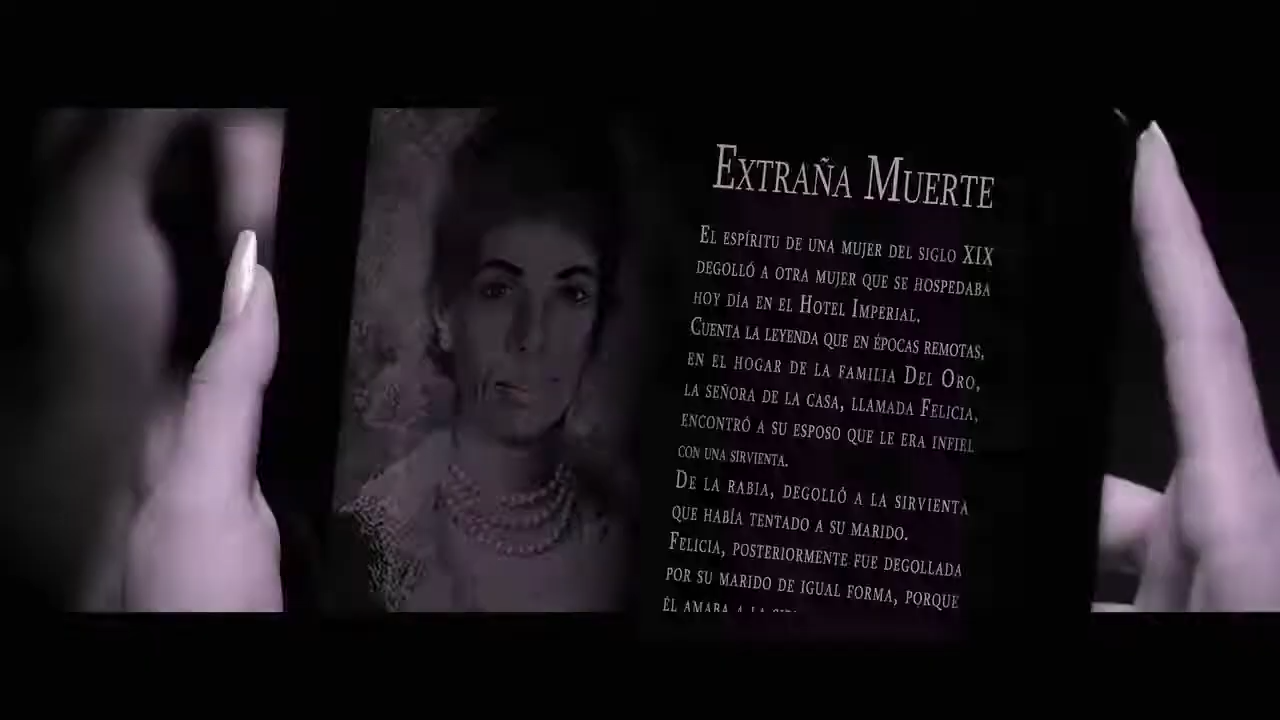 Extraña Muerte
El espíritu de una mujer del siglo XIX
degolló a otra mujer que se hospedaba
hoy día en el Hotel Imperial.
Cuenta la leyenda que en épocas remotas,
en el hogar de la familia Del Oro,
la señora de la casa, llamada Felicia,
encontró a su esposo que le era infiel
con una sirvienta.
De la rabia, degolló a la sirvienta
que había tentado a su marido.
Felicia, posteriormente fue degollada
por su marido de igual forma, porque
él amaba a la